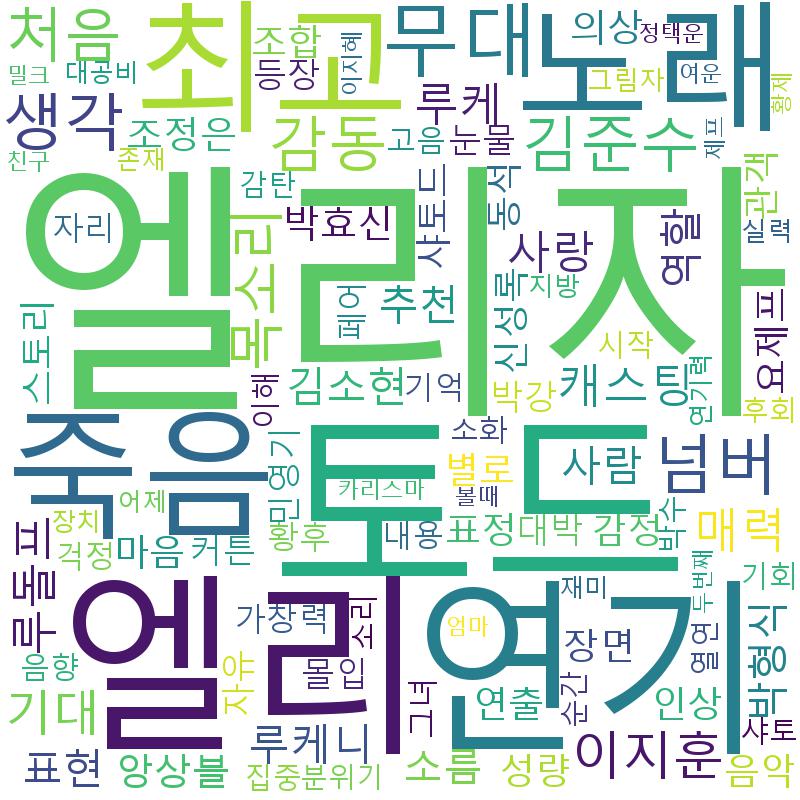 처음
최고
조합
이지혜
무대
노래
의상
정택운
밀크
대공비
등장
그림자
여운
황제
생각
조정은
감동
루케
고음
눈물
김준수
제프
친구
존재
감탄
동식
관객
엘리자
자리
목소리
박효신
샤토드
사랑
역할
실력
스토리
페어
추천
신성록
지방
시작
요제프
이해
김소현
기억
박강
캐스팅
연기력
후회
죽음
토드
소화
넘버
민영기
카리스마
별로
볼때
사람
어제
장치
걱정
마음
커튼
황후
내용
표정
대박
감정
박수
매력
루돌프
엘리
연기
가창력
소리
엄마
재미
두번째
기회
음향
자유
몰입
그녀
장면
열연
박형식
기대
루케니
연출
순간
인상
샤토
표현
앙상블
집중분위기
소름
성량
이지훈
음악